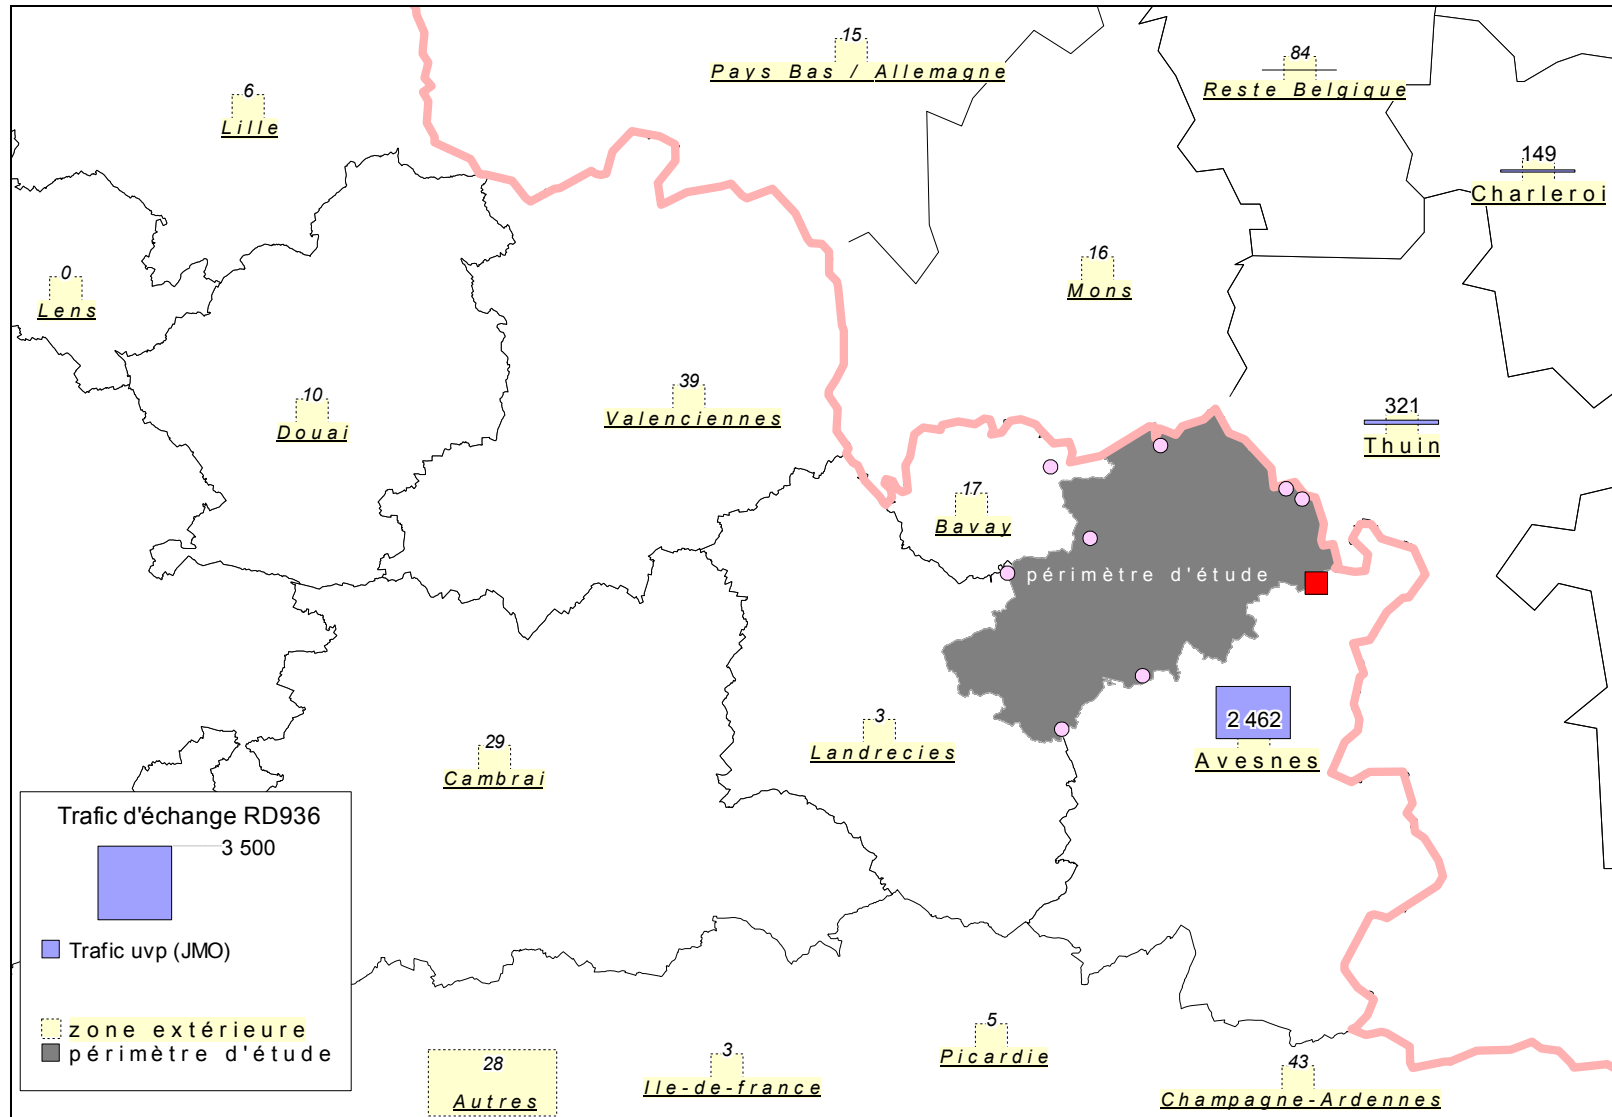 15
Pays Bas / Allemagne
84
Reste Belgique
6
Lille
149
Charleroi
0
Lens
16
Mons
10
Douai
39
Valenciennes
321
Thuin
17
Bavay
périmètre d'étude
2 462
Avesnes
3
Landrecies
29
Cambrai
Trafic d'échange RD936
3 500
Trafic uvp (JMO)
zone extérieure
périmètre d'étude
28
Autres
3
Ile-de-france
5
Picardie
43
Champagne-Ardennes